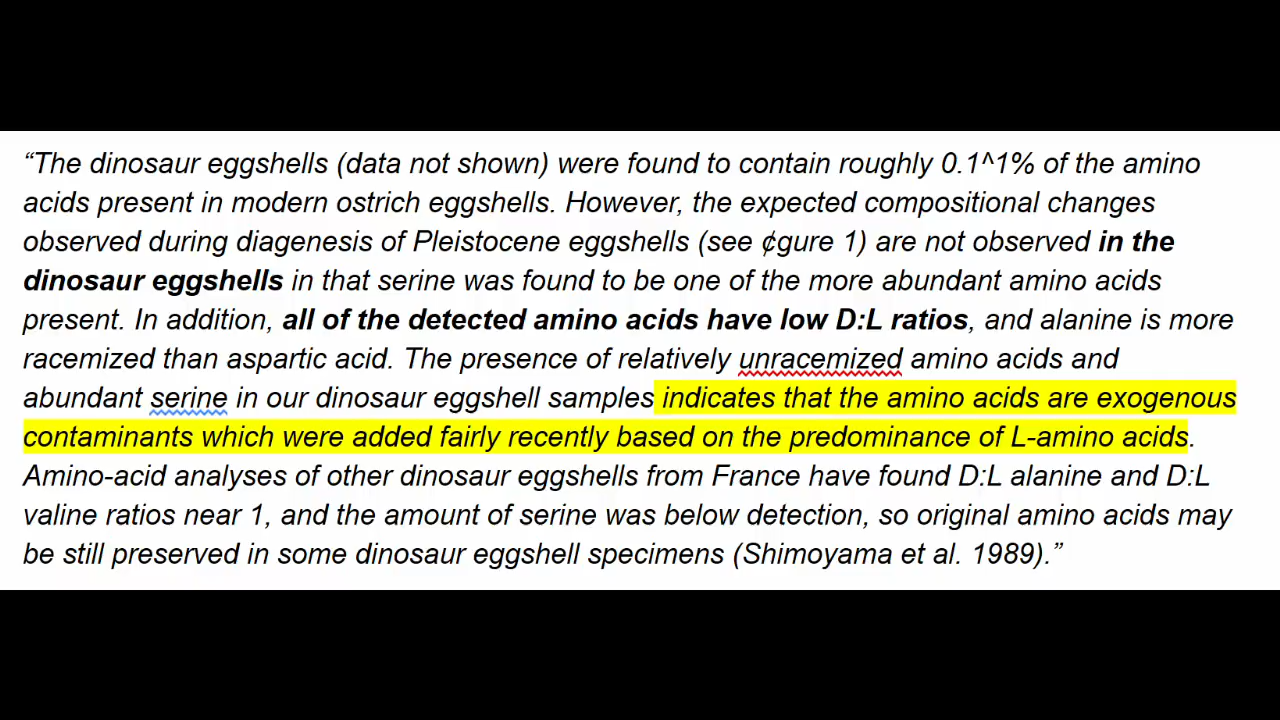 “The dinosaur eggshells (data not shown) were found to contain roughly 0.1^1% of the amino
acids present in modern ostrich eggshells. However, the expected compositional changes
observed during diagenesis of Pleistocene eggshells (see ¢gure 1) are not observed in the
dinosaur eggshells in that serine was found to be one of the more abundant amino acids
present. In addition, all of the detected amino acids have low D:L ratios, and alanine is more
racemized than aspartic acid. The presence of relatively unracemized amino acids and
abundant serine in our dinosaur eggshell samples indicates that the amino acids are exogenous
contaminants which were added fairly recently based on the predominance of L-amino acids.
Amino-acid analyses of other dinosaur eggshells from France have found D:L alanine and D:L
valine ratios near 1, and the amount of serine was below detection, so original amino acids may
be still preserved in some dinosaur eggshell specimens (Shimoyama et al. 1989).”